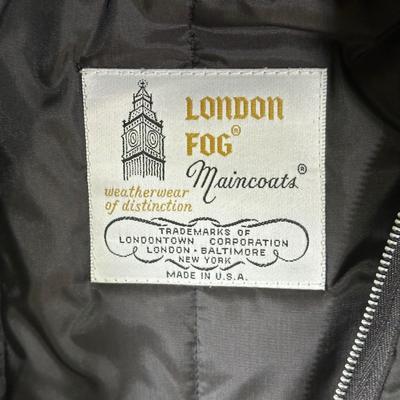 LONDON
FOG®
Maincoats®
weatherwear
of distinction
TRADEMARKS OF
LONDONTOWN CORPORATION
LONDON · BALTIMORE
NEW YORK
MADE IN U.S.A.